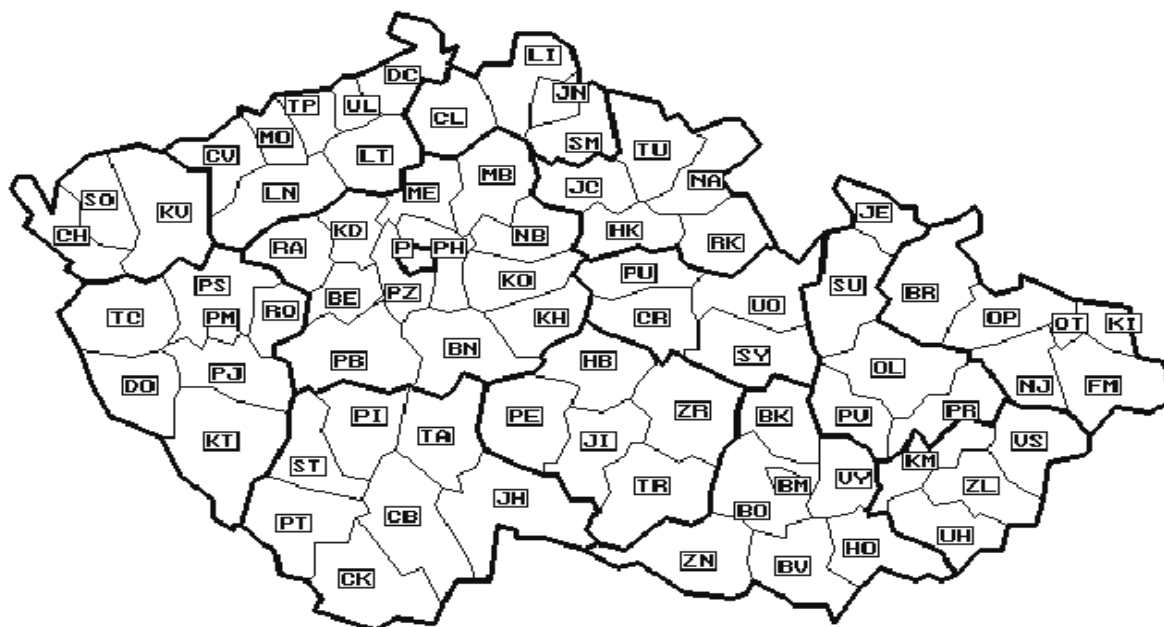 DC
LI
TP
UL
JN
CL
MO
SM
CV
LT
TU
MB
NA
LN
ME
JC
SO
KV
JE
CH
KD
P
PH
NB
HK
RK
RA
PS
BE
PZ
KO
PU
SU
BR
TC
PM
RO
KH
CR
UO
OP
OT
KI
DO
PJ
PB
BN
HB
SY
OL
NJ
FM
KT
PI
TA
PE
JI
ZR
BK
PV
PR
VS
ST
JH
TR
BM
VY
KM
ZL
PT
CB
BO
UH
CK
ZN
BV
HO